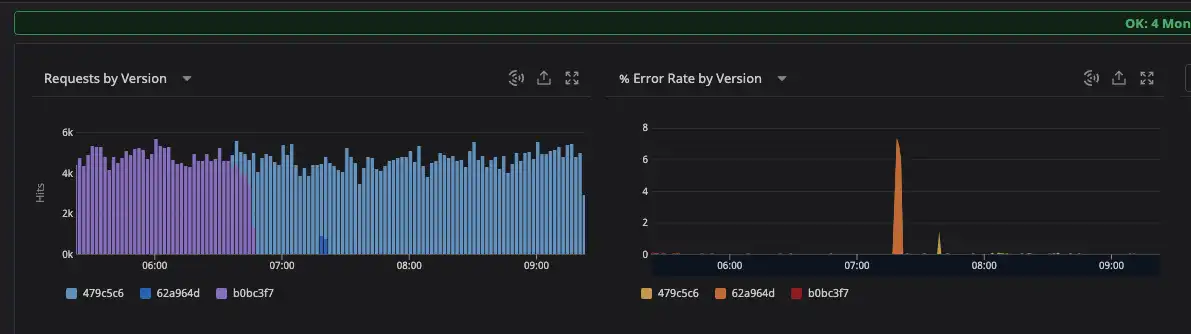 OK: 4 Mon
Requests by Version
6k
4k
2k
0k
Hits
06:00 07:00 08:00 09:00
479c5c6 62a964d b0bc3f7
% Error Rate by Version
8
6
4
2
0
06:00 07:00 08:00 09:00
479c5c6 62a964d b0bc3f7